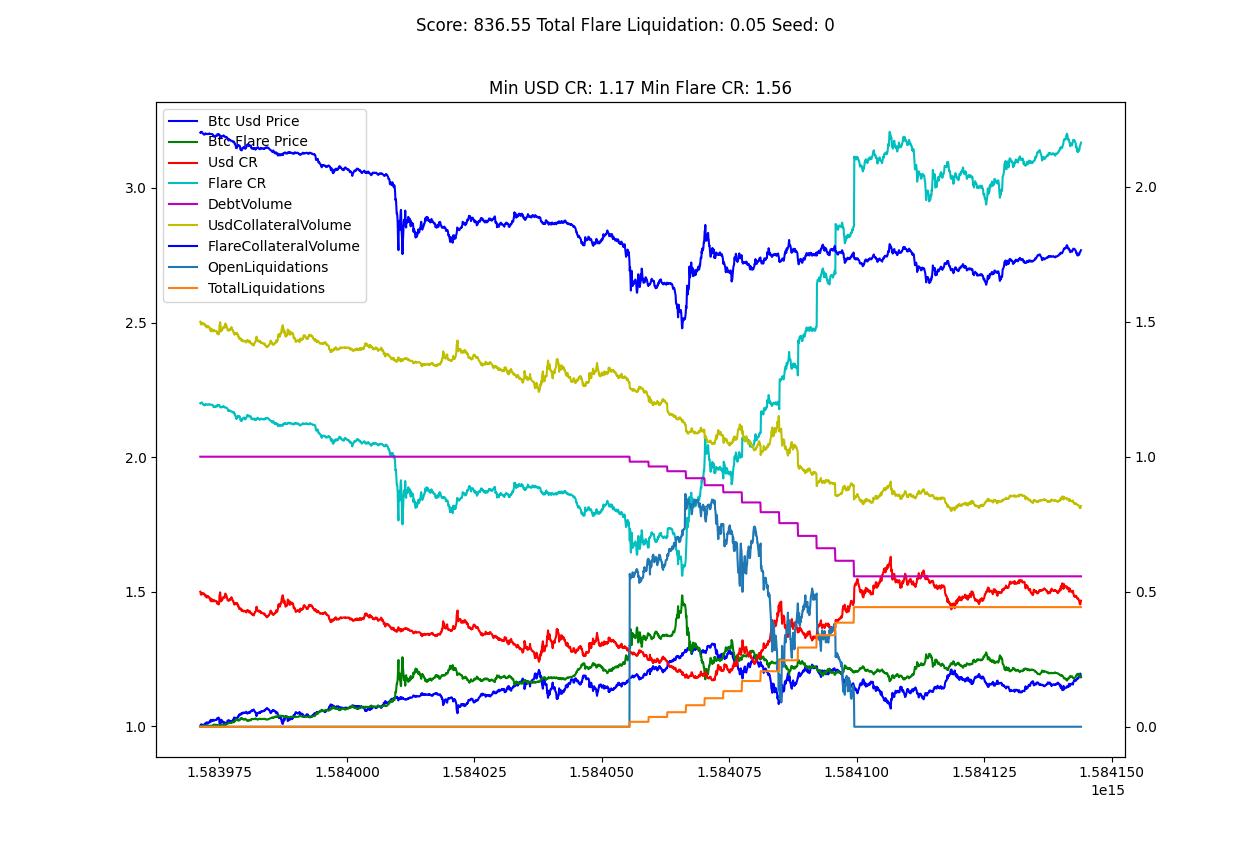 Score: 836.55 Total Flare Liquidation: 0.05 Seed: 0
Min USD CR: 1.17 Min Flare CR: 1.56
Btc Usd Price
Btc Flare Price
Usd CR
Flare CR
DebtVolume
UsdCollateralVolume
FlareCollateralVolume
OpenLiquidations
TotalLiquidations
3.0
2.5
2.0
1.5
1.0
2.0
1.5
1.0
0.5
0.0
1.583975 1.584000 1.584025 1.584050 1.584075 1.584100 1.584125 1.584150
1e15